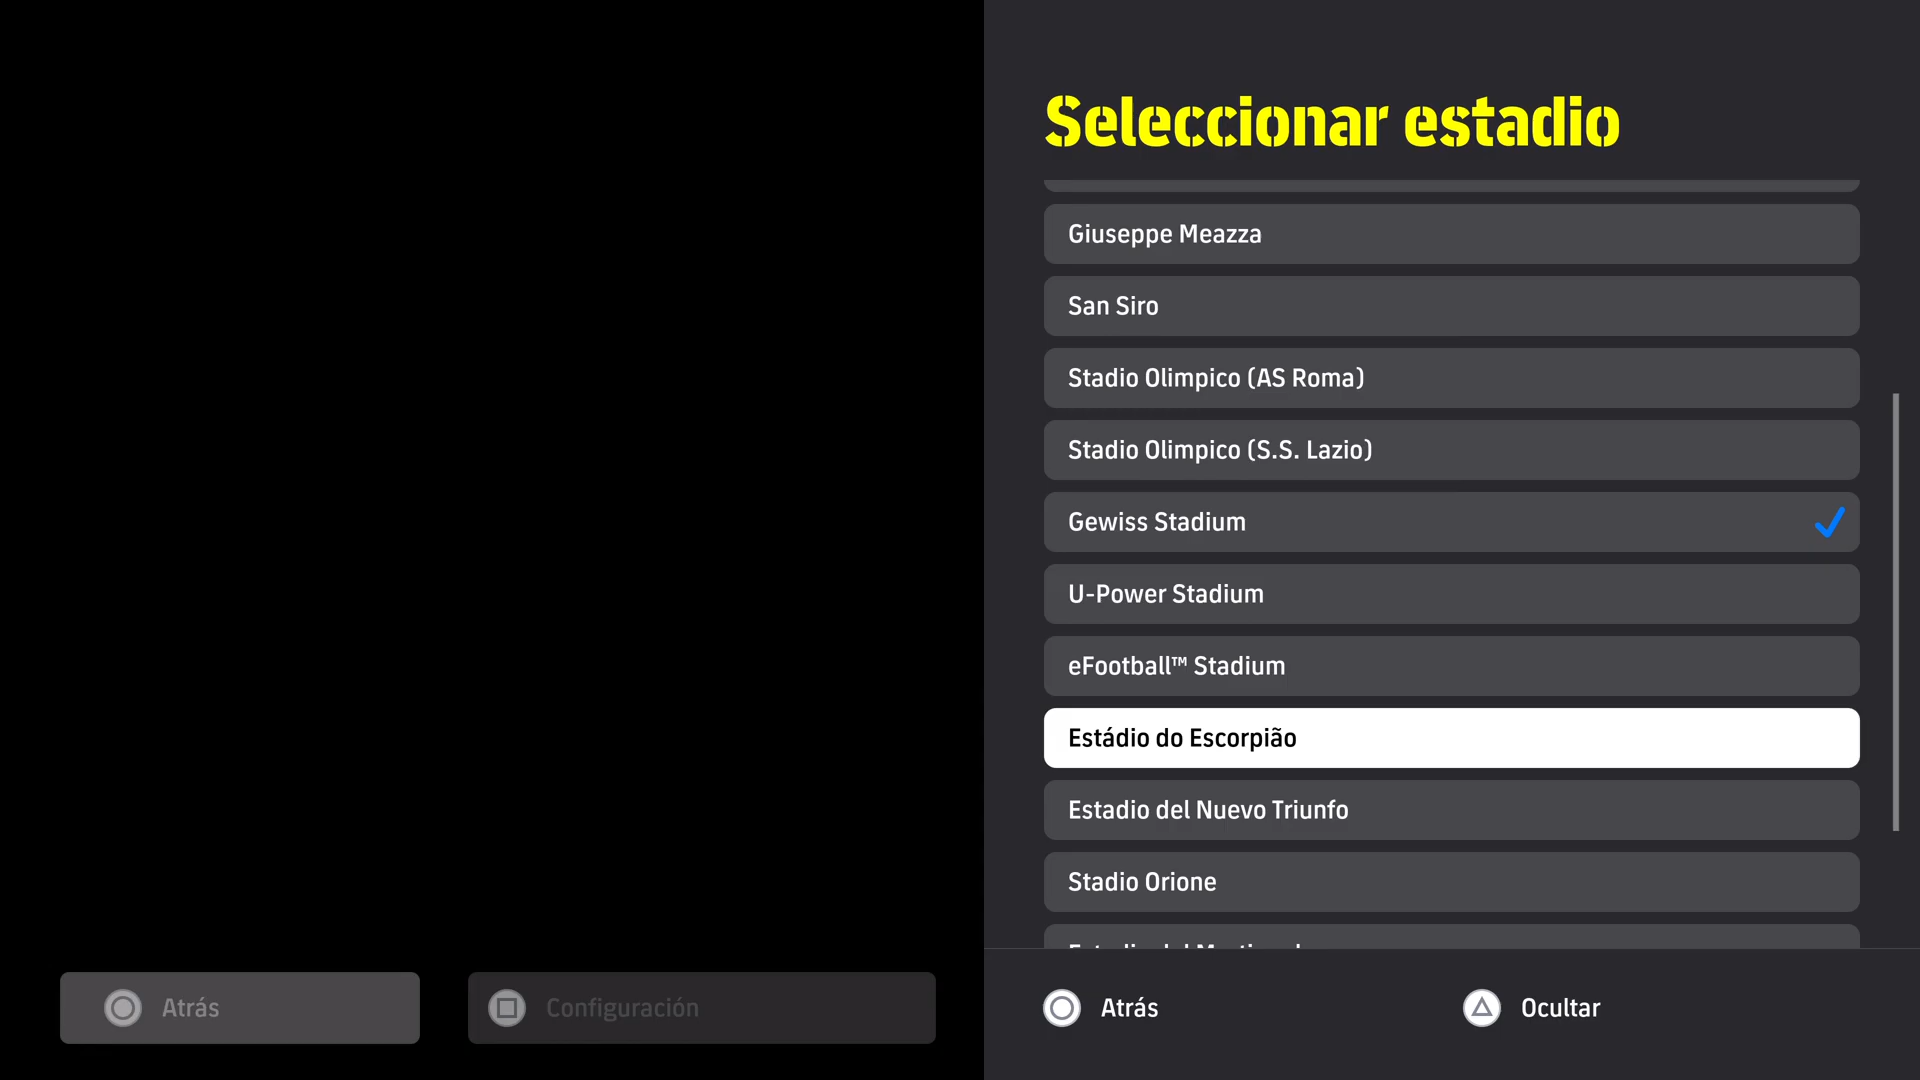 Seleccionar estadio
Giuseppe Meazza
San Siro
Stadio Olimpico (AS Roma)
Stadio Olimpico (S.S. Lazio)
Gewiss Stadium
U-Power Stadium
eFootball™ Stadium
Estádio do Escorpião
Estadio del Nuevo Triunfo
Stadio Orione
Atrás
Configuración
Atrás
Ocultar